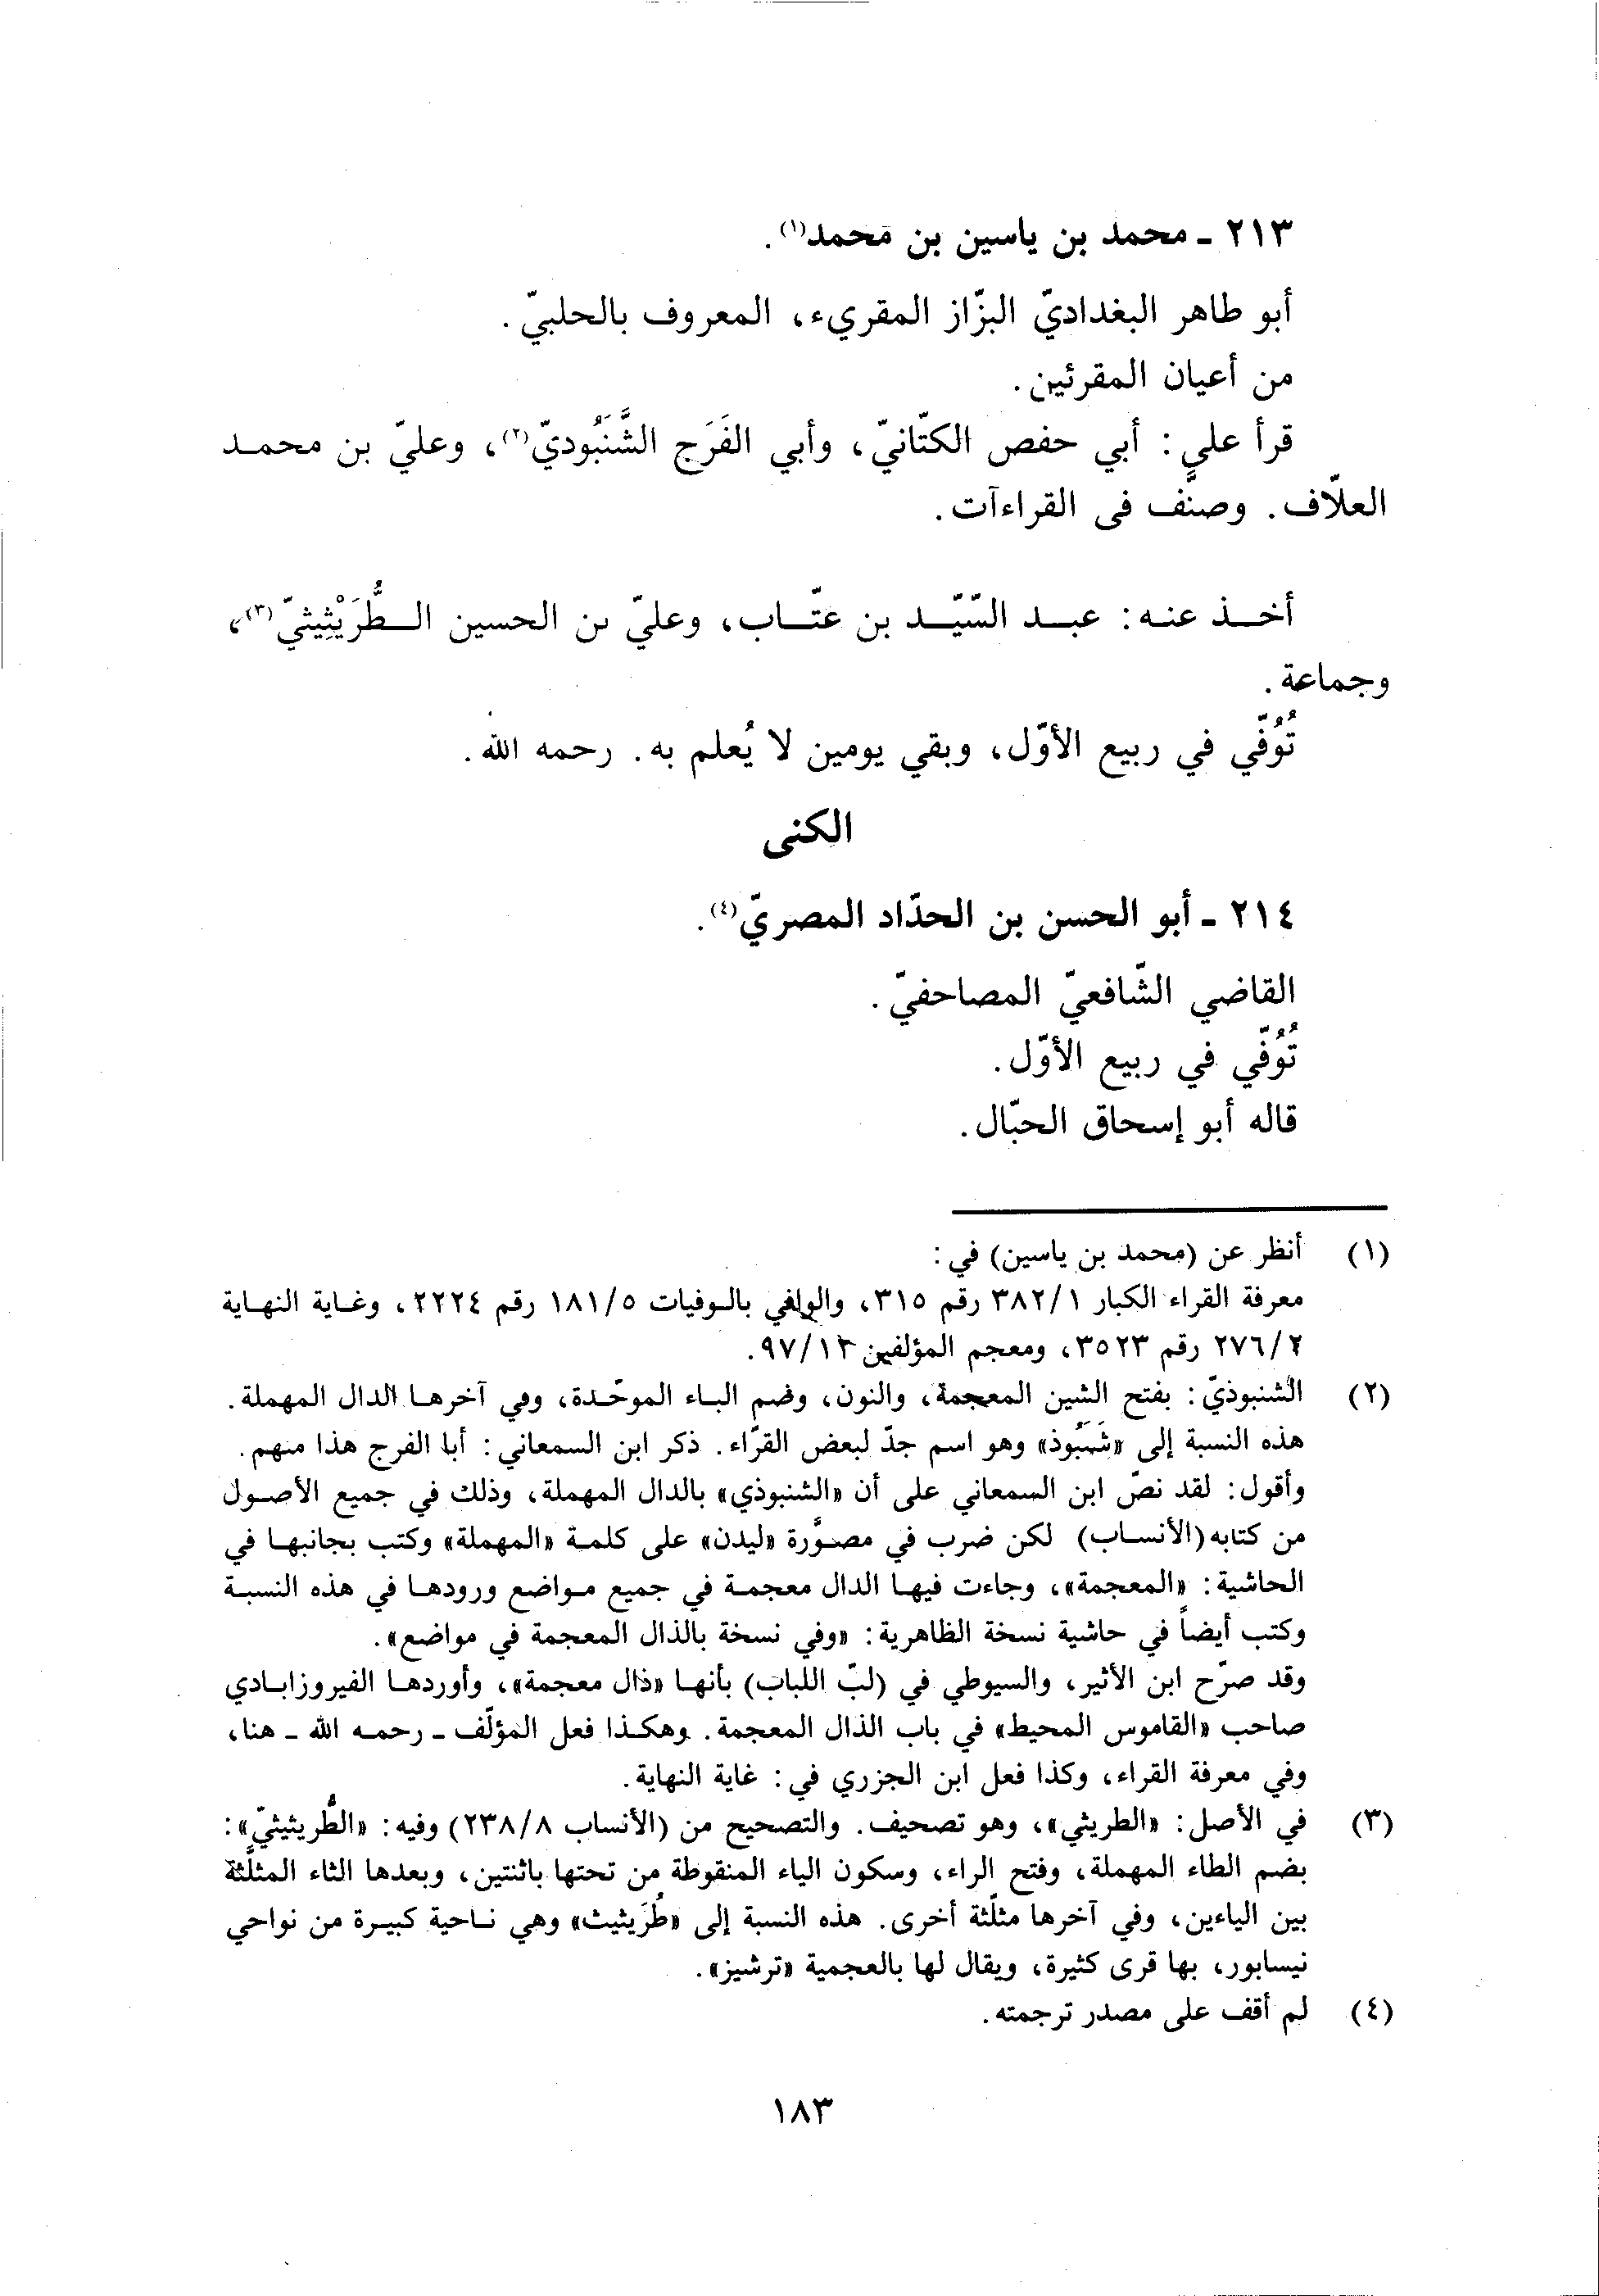 ٢١٣ ـ محمد بن ياسين بن محمد(١).
أبو طاهر البغداديّ البزّاز المقريء، المعروف بالحلبيّ.
من أعيان المقرئين.
قرأ على: أبي حفص الكتّانيّ، وأبي الفَرَج الشَّنَبُوديّ(٢)، وعليّ بن محمد
العلّاف. وصنّف في القراءآت.
أخذ عنه: عبد السّيّد بن عتّاب، وعليّ بن الحسين الطُّرَيْثِيثيّ(٣)،
وجماعة.
تُوُفّي في ربيع الأوّل، وبقي يومين لا يُعلم به. رحمه الله.
الكنى
٢١٤ ـ أبو الحسن بن الحدّاد المصريّ(٤).
القاضي الشّافعيّ المصاحفيّ.
تُوُفّي في ربيع الأوّل.
قاله أبو إسحاق الحبّال.
(١) أنظر عن (محمد بن ياسين) في:
معرفة القراء الكبار ٣٨٢/١ رقم ٣١٥، والوافي بالوفيات ١٨١/٥ رقم ٢٢٢٤، وغاية النهاية
٢٧٦/٢ رقم ٣٥٢٣، ومعجم المؤلفين ٩٧/١٢.
(٢) الشنبوذيّ: بفتح الشين المعجمة، والنون، وضم الباء الموحّدة، وفي آخرها الدال المهملة.
هذه النسبة إلى «شَمَبُوذ» وهو اسم جدّ لبعض القرّاء. ذكر ابن السمعاني: أبا الفرج هذا منهم.
وأقول: لقد نصّ ابن السمعاني على أن «الشنبوذي» بالدال المهملة، وذلك في جميع الأصول
من كتابه (الأنساب) لكن ضرب في مصوّرة «ليدن» على كلمة «المهملة» وكتب بجانبها في
الحاشية: «المعجمة»، وجاءت فيها الدال معجمة في جميع مواضع ورودها في هذه النسبة
وكتب أيضاً في حاشية نسخة الظاهرية: «وفي نسخة بالذال المعجمة في مواضع».
وقد صرّح ابن الأثير، والسيوطي في (لبّ اللباب) بأنها «ذال معجمة»، وأوردها الفيروزابادي
صاحب «القاموس المحيط» في باب الذال المعجمة. وهكذا فعل المؤلّف ـ رحمه الله ـ هنا،
وفي معرفة القراء، وكذا فعل ابن الجزري في: غاية النهاية.
(٣) في الأصل: «الطريثي»، وهو تصحيف. والتصحيح من (الأنساب ٢٣٨/٨) وفيه: «الطُّريثيثيّ»:
بضم الطاء المهملة، وفتح الراء، وسكون الياء المنقوطة من تحتها باثنتين، وبعدها الثاء المثلّثة
بين الياءين، وفي آخرها مثلّثة أخرى. هذه النسبة إلى «طُرَيثيث» وهي ناحية كبيرة من نواحي
نيسابور، بها قرى كثيرة، ويقال لها بالعجمية «ترشيز».
(٤) لم أقف على مصدر ترجمته.
١٨٣